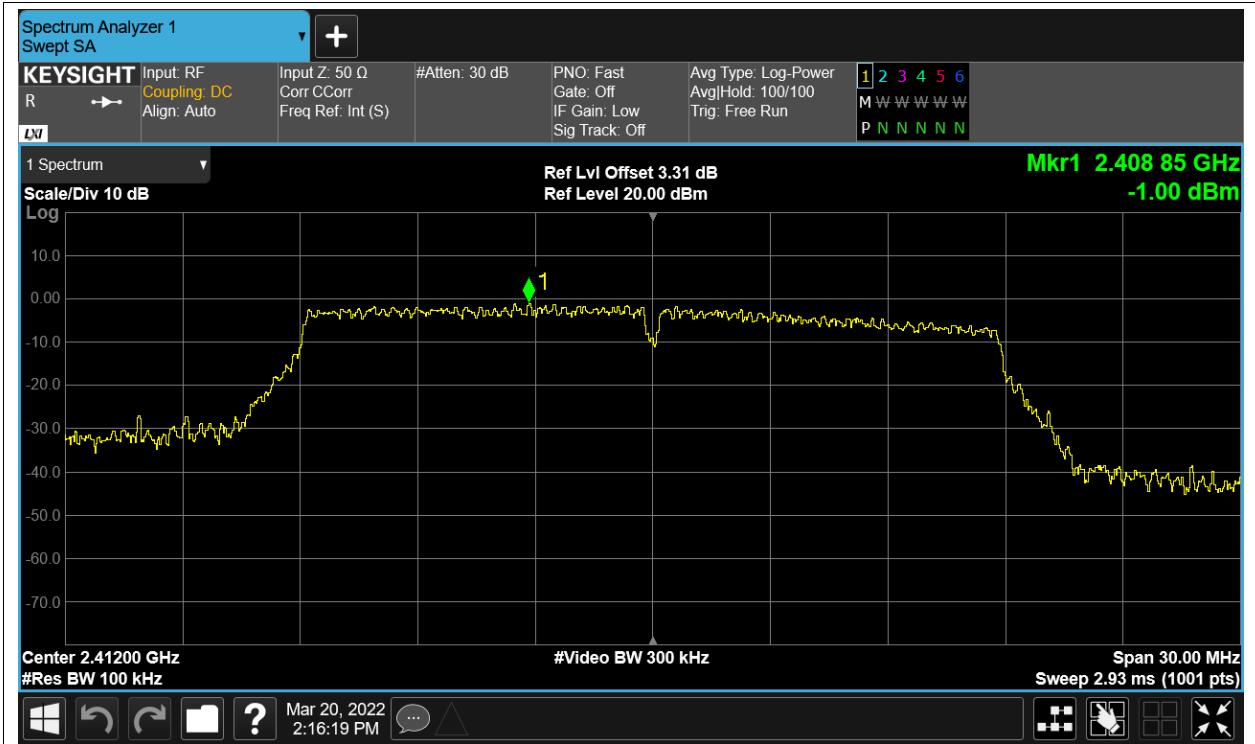 Spectrum Analyzer 1
Swept SA
KEYSIGHT
R
LXI
Input: RF
Coupling: DC
Align: Auto
Input Z: 50 Ω
Corr CCorr
Freq Ref: Int (S)
#Atten: 30 dB
PNO: Fast
Gate: Off
IF Gain: Low
Sig Track: Off
Avg Type: Log-Power
Avg|Hold: 100/100
Trig: Free Run
1 2 3 4 5 6
M W W W W W
P N N N N N
1 Spectrum
Scale/Div 10 dB
Log
Ref Lvl Offset 3.31 dB
Ref Level 20.00 dBm
Mkr1 2.408 85 GHz
-1.00 dBm
10.0
0.00
-10.0
-20.0
-30.0
-40.0
-50.0
-60.0
-70.0
1
Center 2.41200 GHz
#Res BW 100 kHz
#Video BW 300 kHz
Span 30.00 MHz
Sweep 2.93 ms (1001 pts)
?
Mar 20, 2022
2:16:19 PM